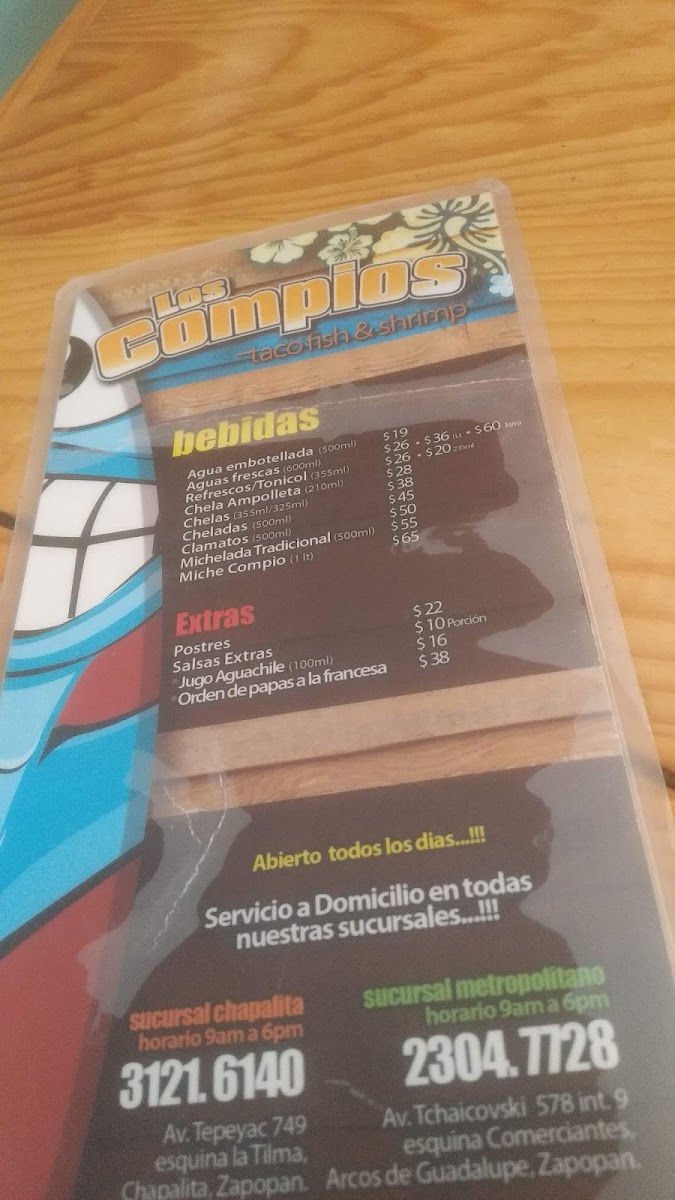 Los
Compios
taco fish & shrimp
bebidas
Agua embotellada (500ml) $19
Aguas frescas (600ml) $26 • $36 1Lt • $60 Jarra
Refrescos/Tonicol (355ml) $26 • $20 235ml
Chela Ampolleta (210ml) $28
Chelas (355ml/325ml) $38
Cheladas (500ml) $45
Clamatos (500ml) $50
Michelada Tradicional (500ml) $55
Miche Compio (1 lt) $65
Extras
Postres $22
Salsas Extras $10 Porción
Jugo Aguachile (100ml) $16
Orden de papas a la francesa $38
Abierto todos los dias...!!!
Servicio a Domicilio en todas
nuestras sucursales...!!!
sucursal chapalita
horario 9am a 6pm
3121.6140
Av. Tepeyac 749
esquina la Tilma,
Chapalita, Zapopan.
sucursal metropolitano
horario 9am a 6pm
2304.7728
Av. Tchaicovski 578 int. 9
esquina Comerciantes,
Arcos de Guadalupe, Zapopan.